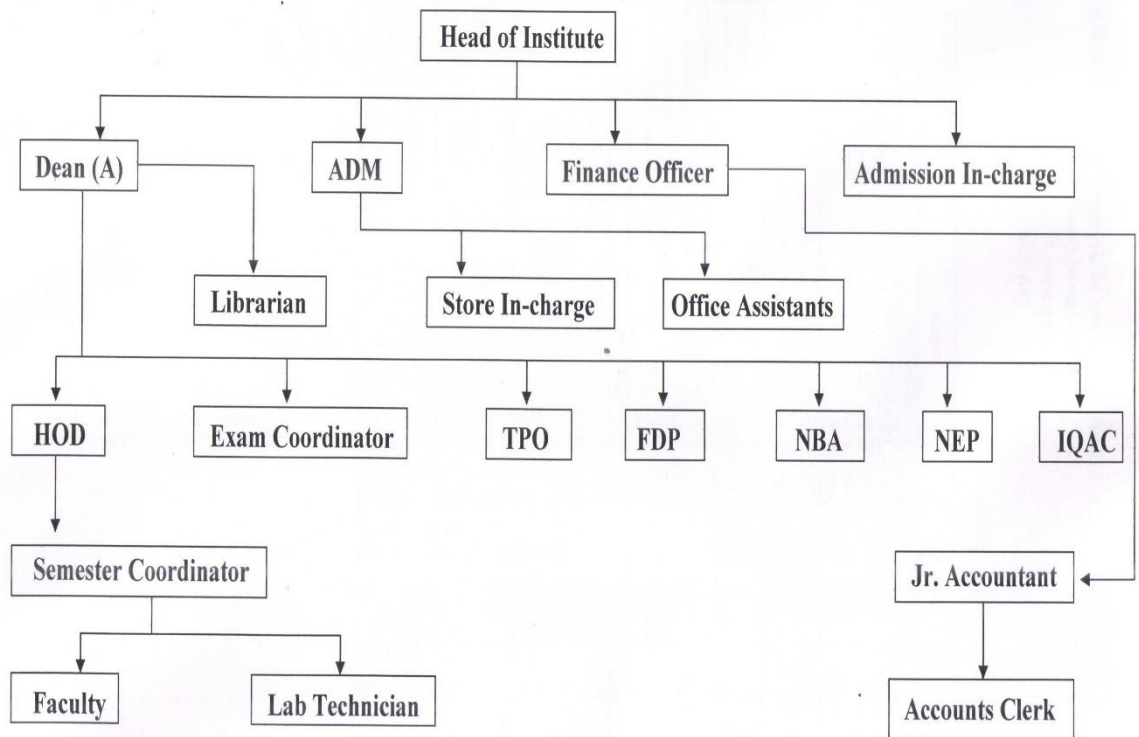 Head of Institute
Dean (A)
ADM
Finance Officer
Admission In-charge
Librarian
Store In-charge
Office Assistants
HOD
Exam Coordinator
TPO
FDP
NBA
NEP
IQAC
Semester Coordinator
Jr. Accountant
Faculty
Lab Technician
Accounts Clerk